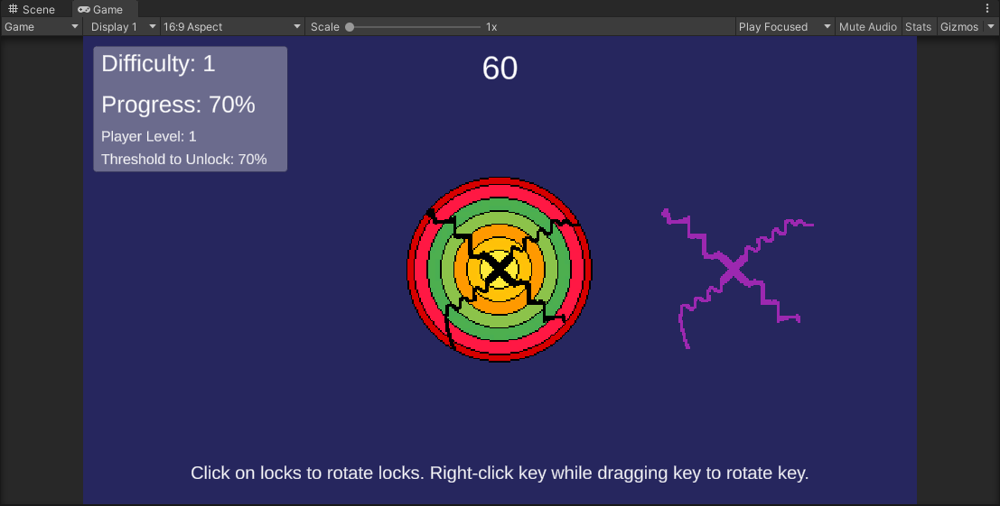 Scene Game
Game Display 1 16:9 Aspect Scale 1x Play Focused Mute Audio Stats Gizmos
Difficulty: 1
60
Progress: 70%
Player Level: 1
Threshold to Unlock: 70%
Click on locks to rotate locks. Right-click key while dragging key to rotate key.